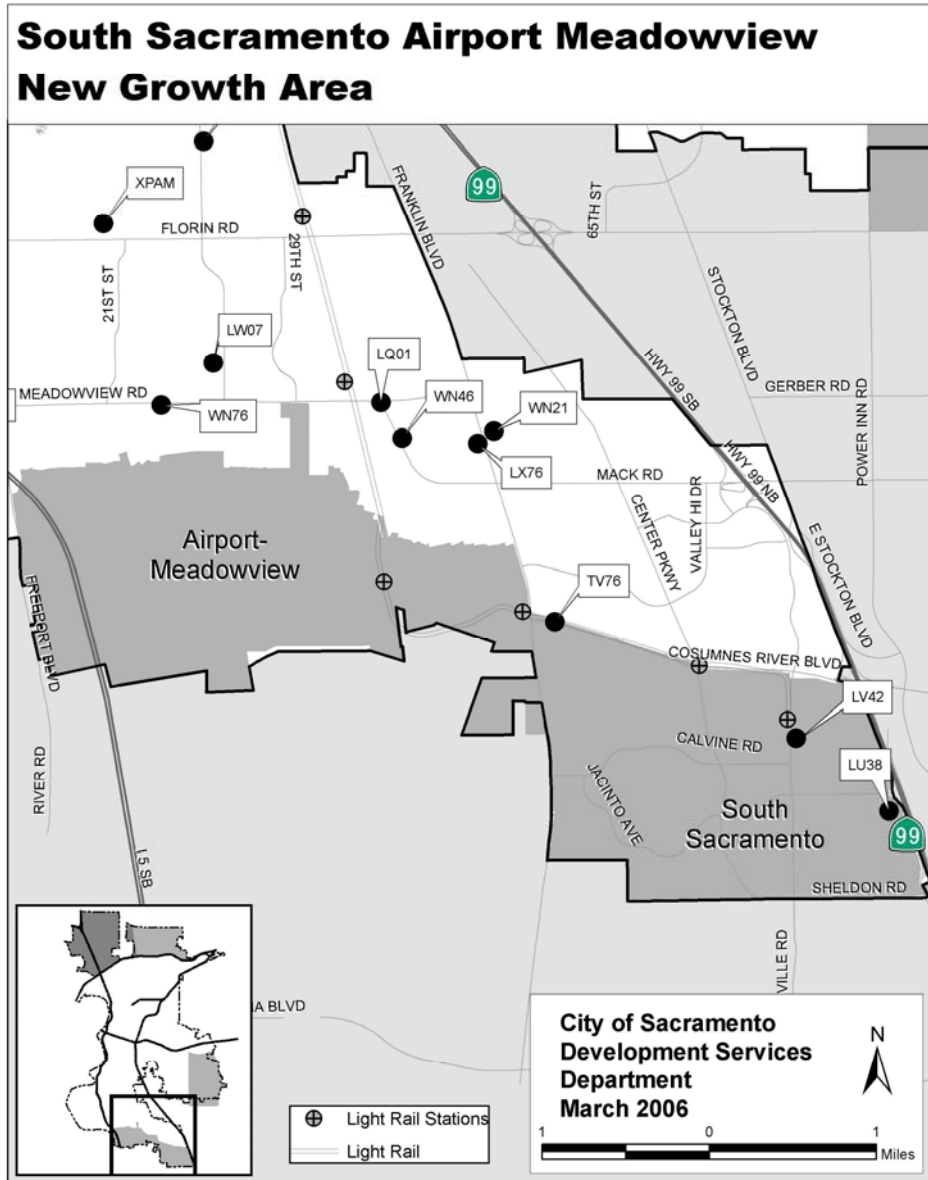 South Sacramento Airport Meadowview
New Growth Area
XPAM
FLORIN RD
21ST ST
29TH ST
FRANKLIN BLVD
99
65TH ST
STOCKTON BLVD
HWY 99 SB
GERBER RD
POWER INN RD
LW07
LQ01
MEADOWVIEW RD
WN76
WN46
WN21
LX76
MACK RD
HWY 99 NB
VALLEY HI DR
CENTER PKWY
E STOCKTON BLVD
Airport-
Meadowview
FREEPORT BLVD
TV76
COSUMNES RIVER BLVD
LV42
CALVINE RD
LU38
RIVER RD
JACINTO AVE
South
Sacramento
99
I 5 SB
SHELDON RD
VILLE RD
NA BLVD
City of Sacramento
Development Services
Department
March 2006
N
1 0 1
Miles
Light Rail Stations
Light Rail